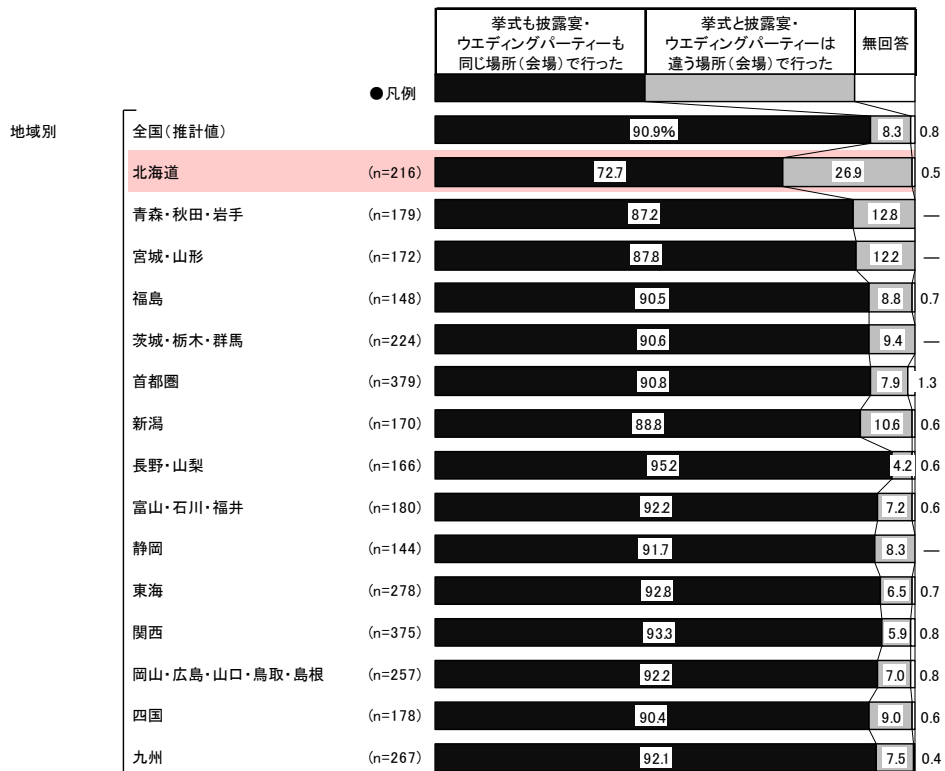 挙式も披露宴・
ウエディングパーティーも
同じ場所(会場)で行った
挙式と披露宴・
ウエディングパーティーは
違う場所(会場)で行った
無回答
●凡例
地域別
全国(推計値) 90.9% 8.3 0.8
北海道 (n=216) 72.7 26.9 0.5
青森・秋田・岩手 (n=179) 87.2 12.8 —
宮城・山形 (n=172) 87.8 12.2 —
福島 (n=148) 90.5 8.8 0.7
茨城・栃木・群馬 (n=224) 90.6 9.4 —
首都圏 (n=379) 90.8 7.9 1.3
新潟 (n=170) 88.8 10.6 0.6
長野・山梨 (n=166) 95.2 4.2 0.6
富山・石川・福井 (n=180) 92.2 7.2 0.6
静岡 (n=144) 91.7 8.3 —
東海 (n=278) 92.8 6.5 0.7
関西 (n=375) 93.3 5.9 0.8
岡山・広島・山口・鳥取・島根 (n=257) 92.2 7.0 0.8
四国 (n=178) 90.4 9.0 0.6
九州 (n=267) 92.1 7.5 0.4